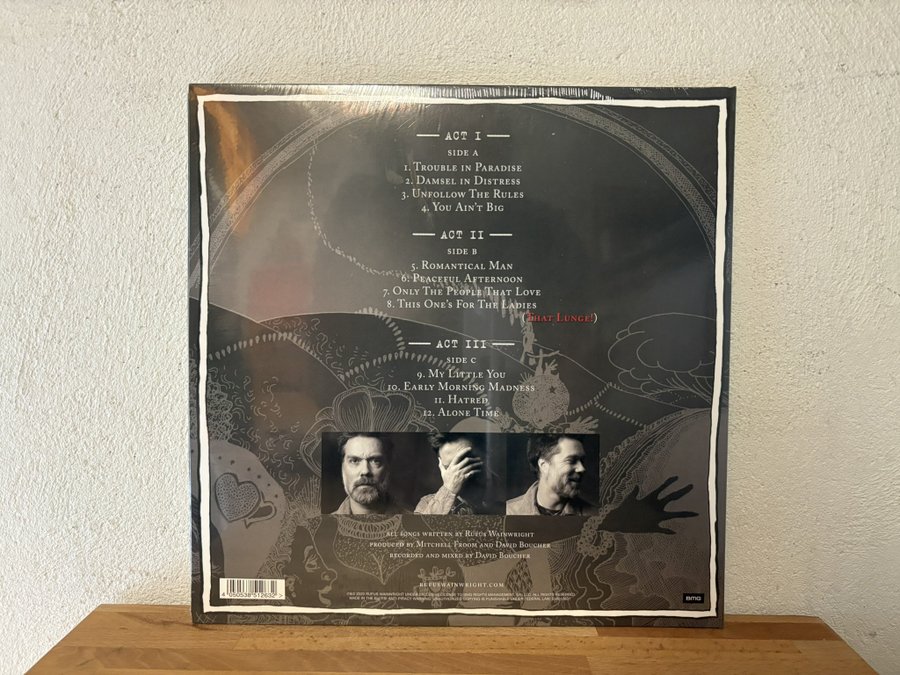 ACT I
SIDE A
1. TROUBLE IN PARADISE
2. DAMSEL IN DISTRESS
3. UNFOLLOW THE RULES
4. YOU AIN'T BIG
ACT II
SIDE B
5. ROMANTICAL MAN
6. PEACEFUL AFTERNOON
7. ONLY THE PEOPLE THAT LOVE
8. THIS ONE'S FOR THE LADIES
(THAT LUNGE!)
ACT III
SIDE C
9. MY LITTLE YOU
10. EARLY MORNING MADNESS
11. HATRED
12. ALONE TIME
ALL SONGS WRITTEN BY RUFUS WAINWRIGHT
PRODUCED BY MITCHELL FROOM AND DAVID BOUCHER
RECORDED AND MIXED BY DAVID BOUCHER
RUFUSWAINWRIGHT.COM
4 050538 512632 >
BMG